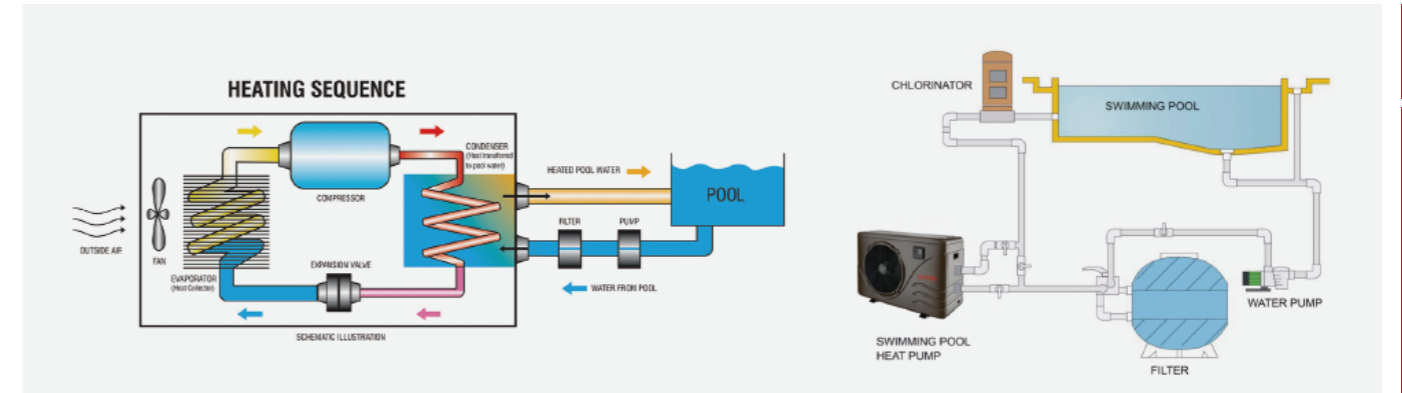 HEATING SEQUENCE
OUTSIDE AIR
FAN
EVAPORATOR
(Heat Collector)
COMPRESSOR
EXPANSION VALVE
CONDENSER
(Heat transferred
to pool water)
SCHEMATIC ILLUSTRATION
HEATED POOL WATER
FILTER
PUMP
WATER FROM POOL
POOL
CHLORINATOR
SWIMMING POOL
SWIMMING POOL
HEAT PUMP
WATER PUMP
FILTER